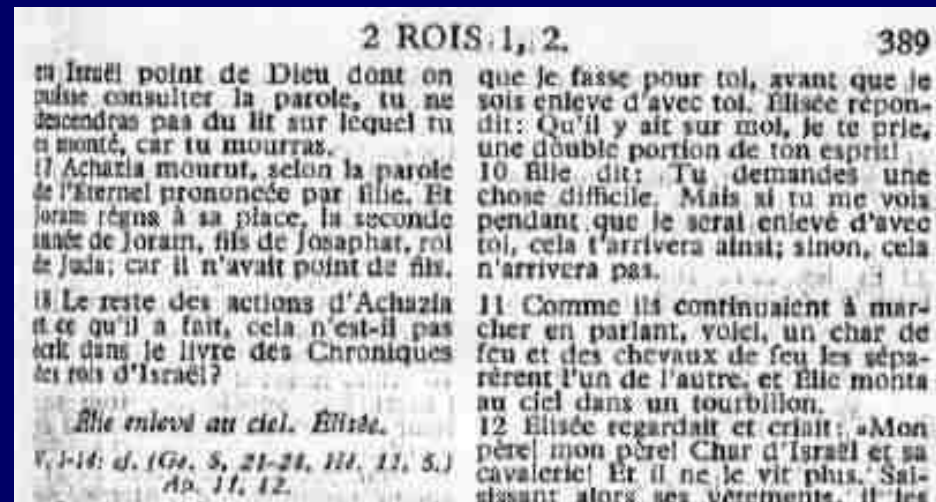 2 ROIS 1, 2.
389
en Israël point de Dieu dont on
puisse consulter la parole, tu ne
descendras pas du lit sur lequel tu
es monté, car tu mourras.
17 Achazia mourut, selon la parole
de l'Eternel prononcée par Élie. Et
Joram régna à sa place, la seconde
année de Joram, fils de Josaphat, roi
de Juda; car il n'avait point de fils.
18 Le reste des actions d'Achazia
et ce qu'il a fait, cela n'est-il pas
écrit dans le livre des Chroniques
des rois d'Israël?
Élie enlevé au ciel. Élisée.
V. 1-14: cf. (Ge. 5, 21-24. Hé. 11, 5.)
Ap. 11, 12.
que je fasse pour toi, avant que je
sois enlevé d'avec toi. Élisée répon-
dit: Qu'il y ait sur moi, je te prie,
une double portion de ton esprit!
10 Élie dit: Tu demandes une
chose difficile. Mais si tu me vois
pendant que je serai enlevé d'avec
toi, cela t'arrivera ainsi; sinon, cela
n'arrivera pas.
11 Comme ils continuaient à mar-
cher en parlant, voici, un char de
feu et des chevaux de feu les sépa-
rèrent l'un de l'autre, et Élie monta
au ciel dans un tourbillon.
12 Élisée regardait et criait: «Mon
père! mon père! Char d'Israël et sa
cavalerie! Et il ne le vit plus. Sai-
sissant alors ses vêtements, il les